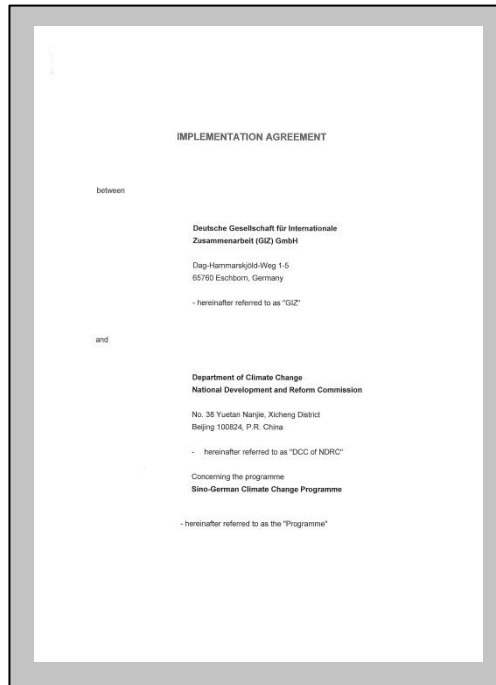 IMPLEMENTATION AGREEMENT
between
Deutsche Gesellschaft für Internationale
Zusammenarbeit (GIZ) GmbH
Dag-Hammarskjöld-Weg 1-5
65760 Eschborn, Germany
- hereinafter referred to as "GIZ"
and
Department of Climate Change
National Development and Reform Commission
No. 38 Yuetan Nanjie, Xicheng District
Beijing 100824, P.R. China
- hereinafter referred to as "DCC of NDRC"
Concerning the programme
Sino-German Climate Change Programme
- hereinafter referred to as the "Programme"